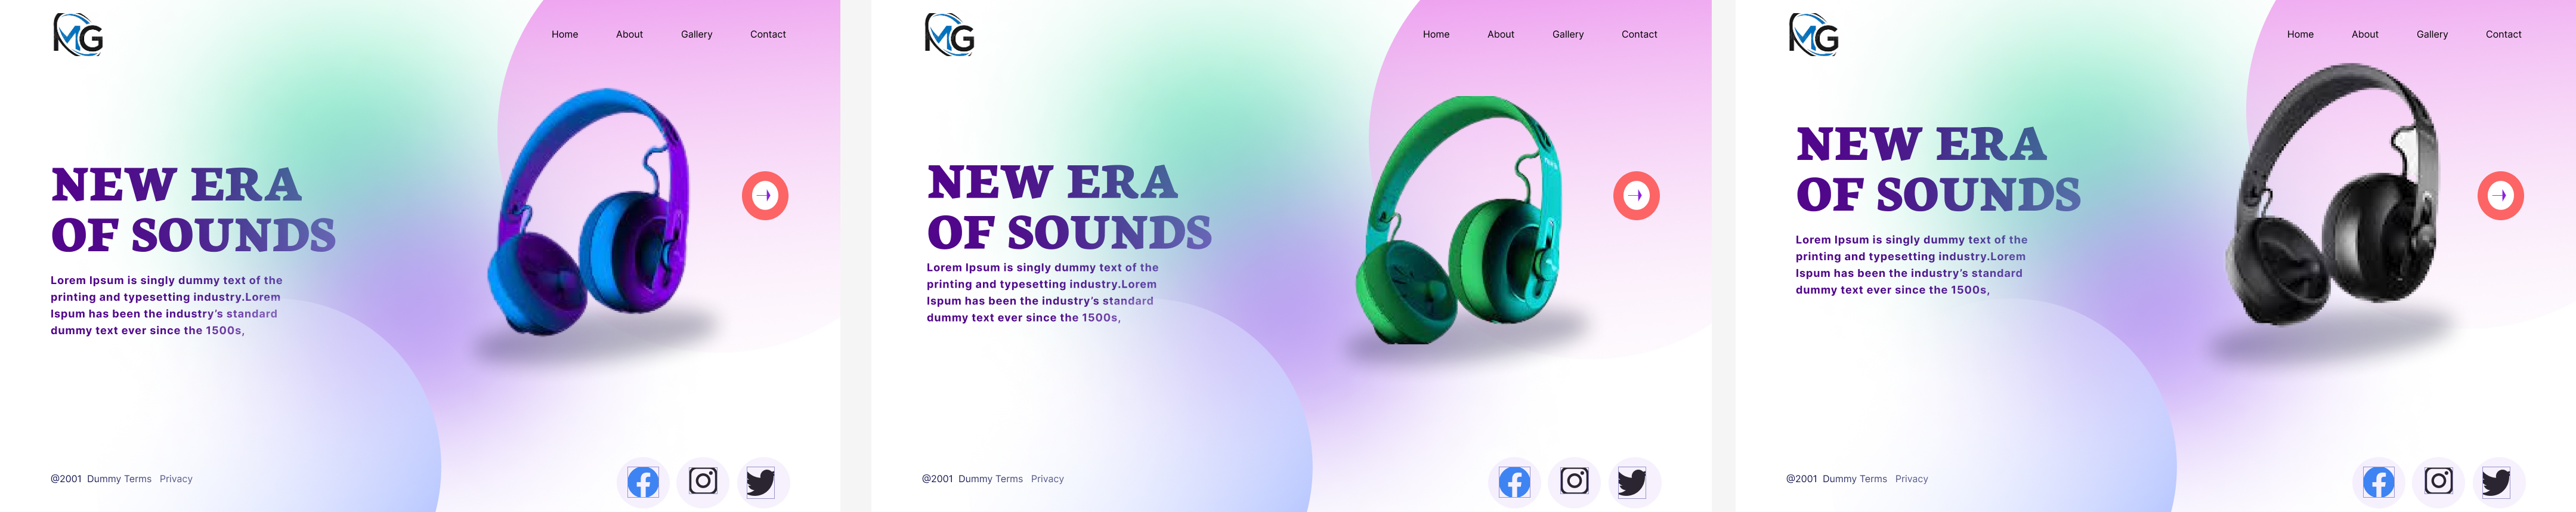 MG
Home About Gallery Contact
NEW ERA
OF SOUNDS
Lorem Ipsum is singly dummy text of the
printing and typesetting industry.Lorem
Ispum has been the industry's standard
dummy text ever since the 1500s,
@2001 Dummy Terms Privacy
MG
Home About Gallery Contact
NEW ERA
OF SOUNDS
Lorem Ipsum is singly dummy text of the
printing and typesetting industry.Lorem
Ispum has been the industry's standard
dummy text ever since the 1500s,
@2001 Dummy Terms Privacy
MG
Home About Gallery Contact
NEW ERA
OF SOUNDS
Lorem Ipsum is singly dummy text of the
printing and typesetting industry.Lorem
Ispum has been the industry's standard
dummy text ever since the 1500s,
@2001 Dummy Terms Privacy